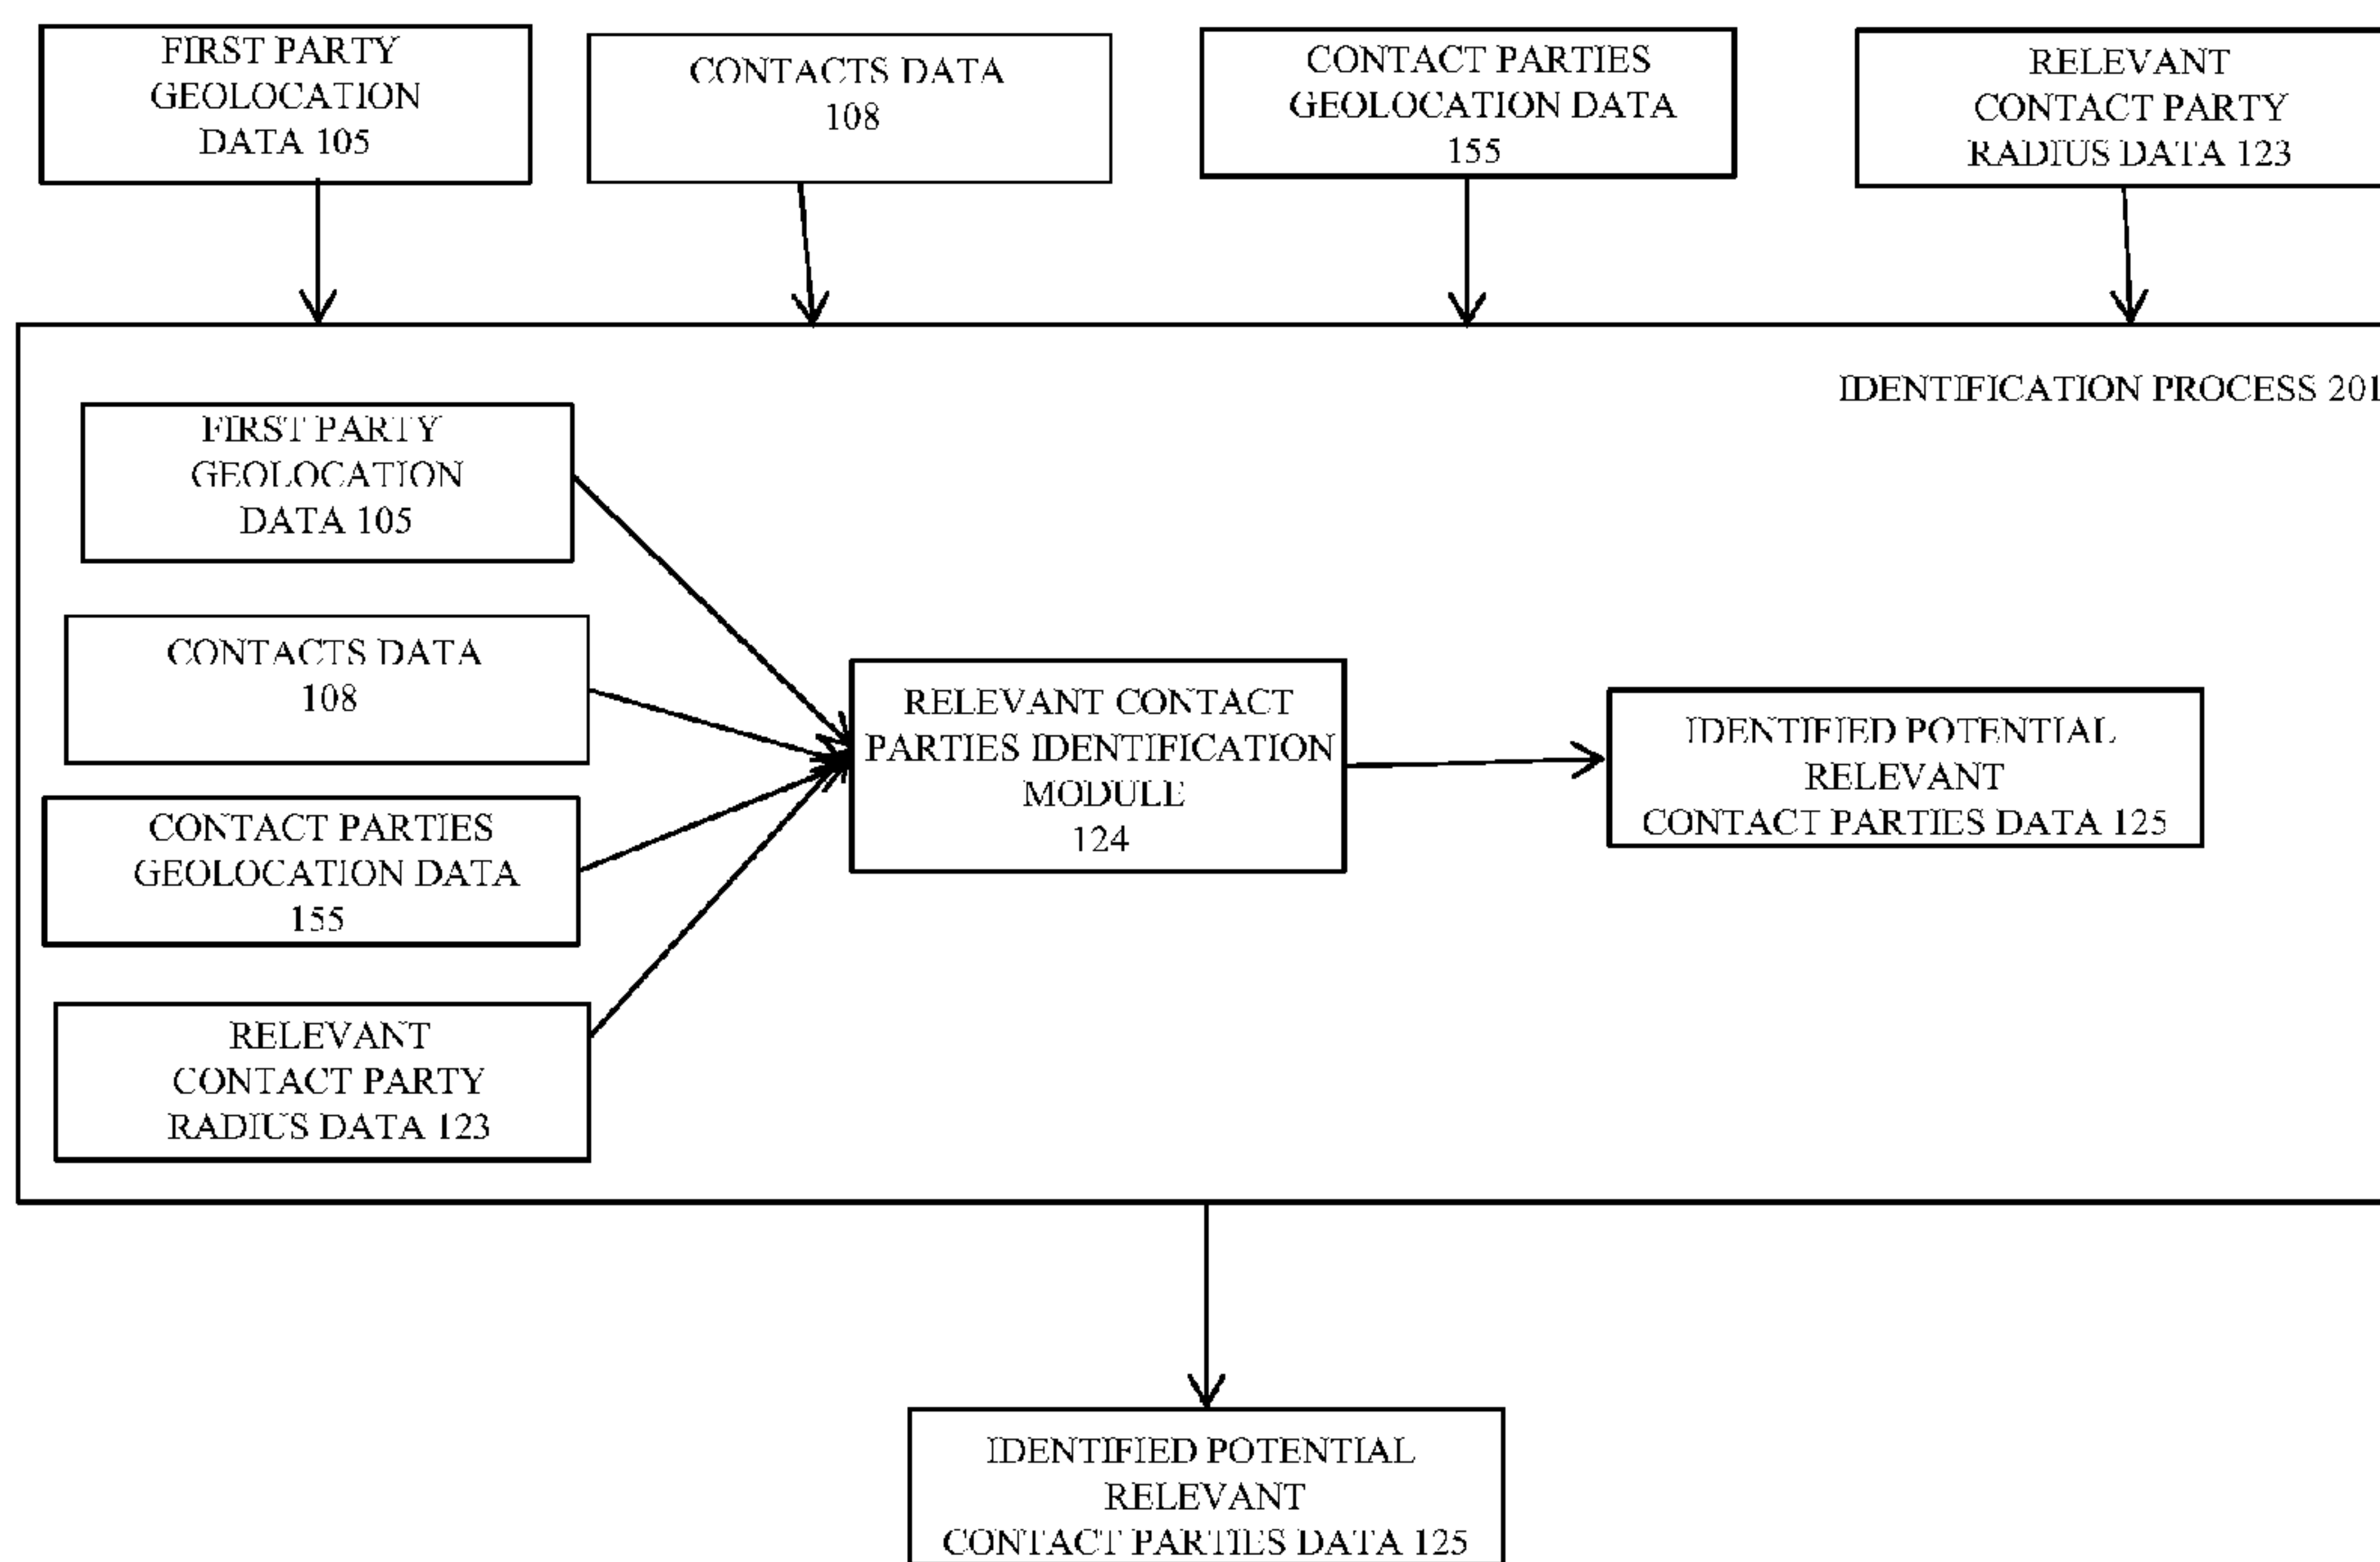 FIRST PARTY
GEOLOCATION
DATA 105
CONTACTS DATA
108
CONTACT PARTIES
GEOLOCATION DATA
155
RELEVANT
CONTACT PARTY
RADIUS DATA 123
IDENTIFICATION PROCESS 201
FIRST PARTY
GEOLOCATION
DATA 105
CONTACTS DATA
108
CONTACT PARTIES
GEOLOCATION DATA
155
RELEVANT
CONTACT PARTY
RADIUS DATA 123
RELEVANT CONTACT
PARTIES IDENTIFICATION
MODULE
124
IDENTIFIED POTENTIAL
RELEVANT
CONTACT PARTIES DATA 125
IDENTIFIED POTENTIAL
RELEVANT
CONTACT PARTIES DATA 125